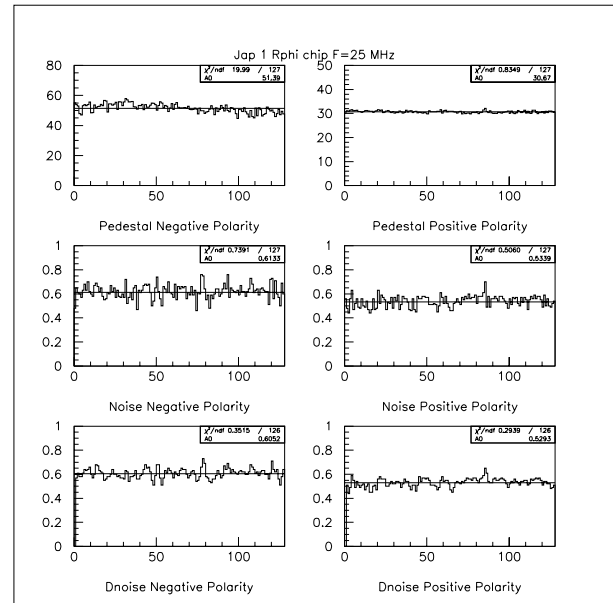 Jap 1 Rphi chip F=25 MHz
χ²/ndf 19.99 / 127
A0 51.39
80
60
40
20
0
0 50 100
Pedestal Negative Polarity
χ²/ndf 0.8349 / 127
A0 30.67
50
40
30
20
10
0
0 50 100
Pedestal Positive Polarity
χ²/ndf 0.7391 / 127
A0 0.6133
1
0.8
0.6
0.4
0.2
0
0 50 100
Noise Negative Polarity
χ²/ndf 0.5060 / 127
A0 0.5339
1
0.8
0.6
0.4
0.2
0
0 50 100
Noise Positive Polarity
χ²/ndf 0.3515 / 126
A0 0.6052
1
0.8
0.6
0.4
0.2
0
0 50 100
Dnoise Negative Polarity
χ²/ndf 0.2939 / 126
A0 0.5293
1
0.8
0.6
0.4
0.2
0
0 50 100
Dnoise Positive Polarity